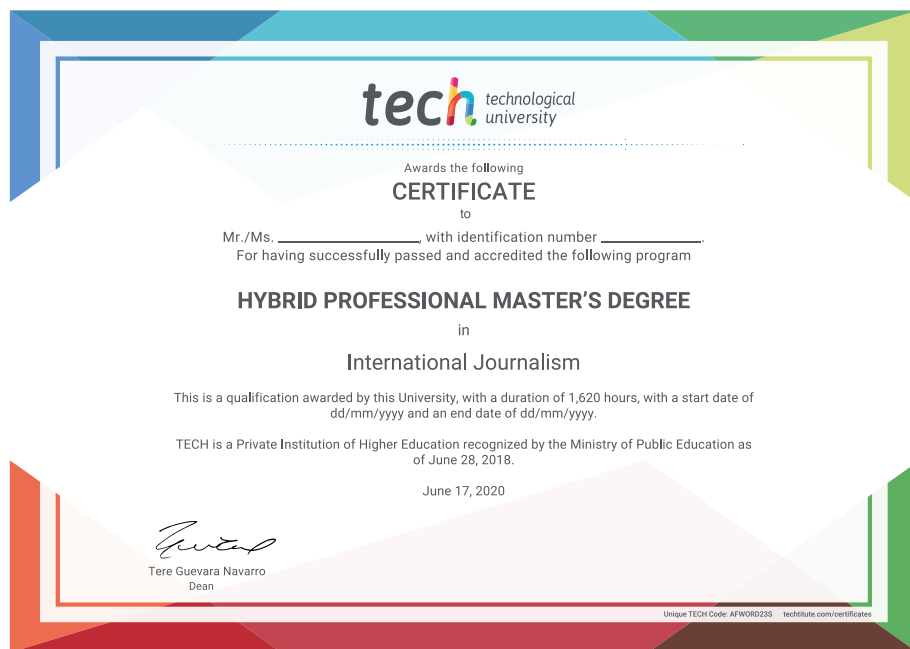 tech technological
university
Awards the following
CERTIFICATE
to
Mr./Ms. ____________________, with identification number ______________.
For having successfully passed and accredited the following program
HYBRID PROFESSIONAL MASTER'S DEGREE
in
International Journalism
This is a qualification awarded by this University, with a duration of 1,620 hours, with a start date of
dd/mm/yyyy and an end date of dd/mm/yyyy.
TECH is a Private Institution of Higher Education recognized by the Ministry of Public Education as
of June 28, 2018.
June 17, 2020
Tere Guevara Navarro
Dean
Unique TECH Code: AFWORD23S techtitute.com/certificates